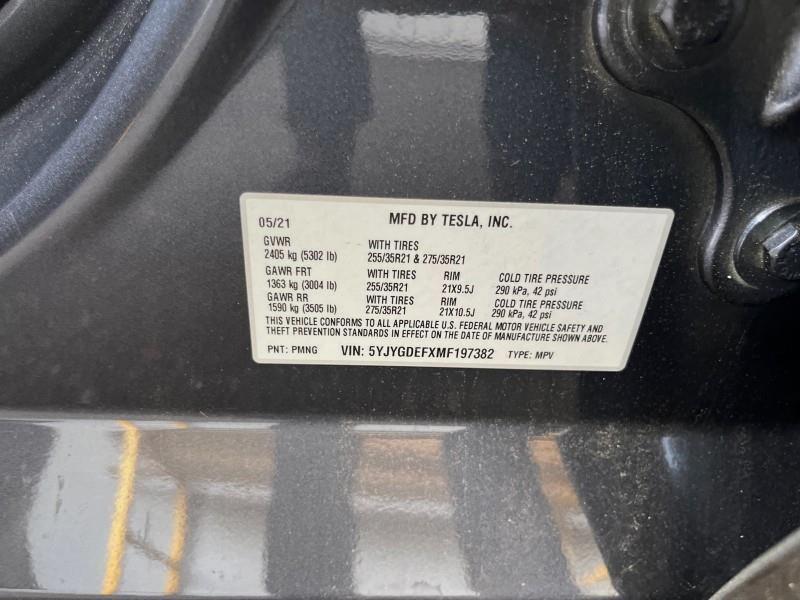 05/21 MFD BY TESLA, INC.
GVWR WITH TIRES
2405 kg (5302 lb) 255/35R21 & 275/35R21
GAWR FRT WITH TIRES RIM COLD TIRE PRESSURE
1363 kg (3004 lb) 255/35R21 21X9.5J 290 kPa, 42 psi
GAWR RR WITH TIRES RIM COLD TIRE PRESSURE
1590 kg (3505 lb) 275/35R21 21X10.5J 290 kPa, 42 psi
THIS VEHICLE CONFORMS TO ALL APPLICABLE U.S. FEDERAL MOTOR VEHICLE SAFETY AND
THEFT PREVENTION STANDARDS IN EFFECT ON THE DATE OF MANUFACTURE SHOWN ABOVE.
PNT: PMNG VIN: 5YJYGDEFXMF197382 TYPE: MPV